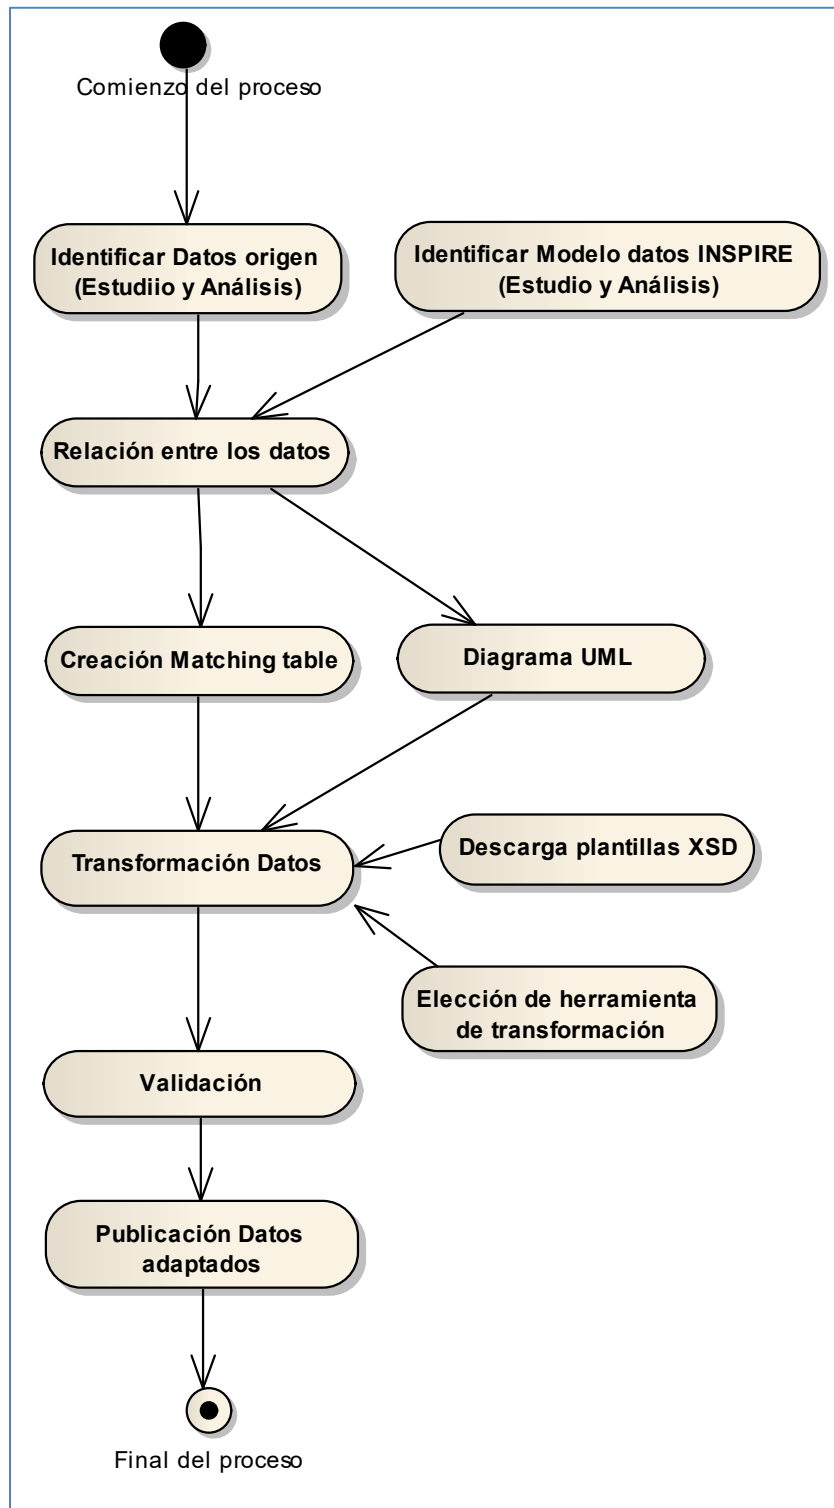 Comienzo del proceso
Identificar Datos origen
(Estudiio y Análisis)
Identificar Modelo datos INSPIRE
(Estudio y Análisis)
Relación entre los datos
Creación Matching table
Diagrama UML
Transformación Datos
Descarga plantillas XSD
Elección de herramienta
de transformación
Validación
Publicación Datos
adaptados
Final del proceso